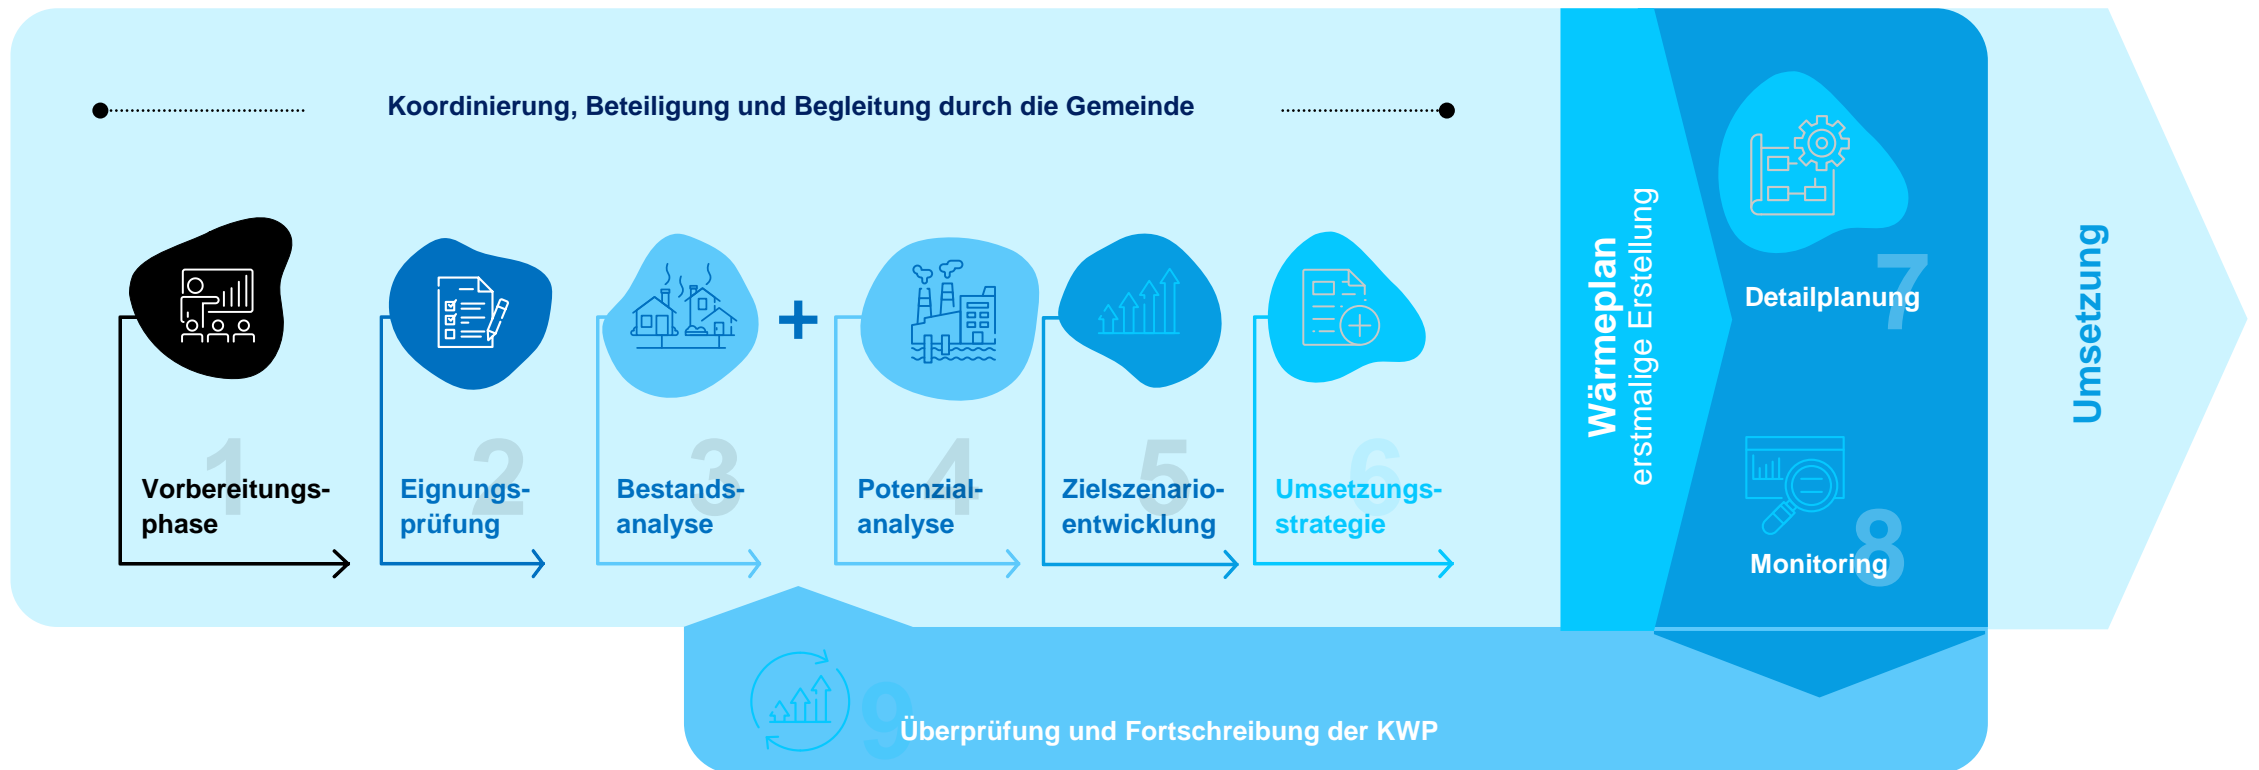 Koordinierung, Beteiligung und Begleitung durch die Gemeinde
1
Vorbereitungs-
phase
2
Eignungs-
prüfung
3
Bestands-
analyse
+
4
Potenzial-
analyse
5
Zielszenario-
entwicklung
6
Umsetzungs-
strategie
Wärmeplan
erstmalige Erstellung
7
Detailplanung
8
Monitoring
Umsetzung
9
Überprüfung und Fortschreibung der KWP